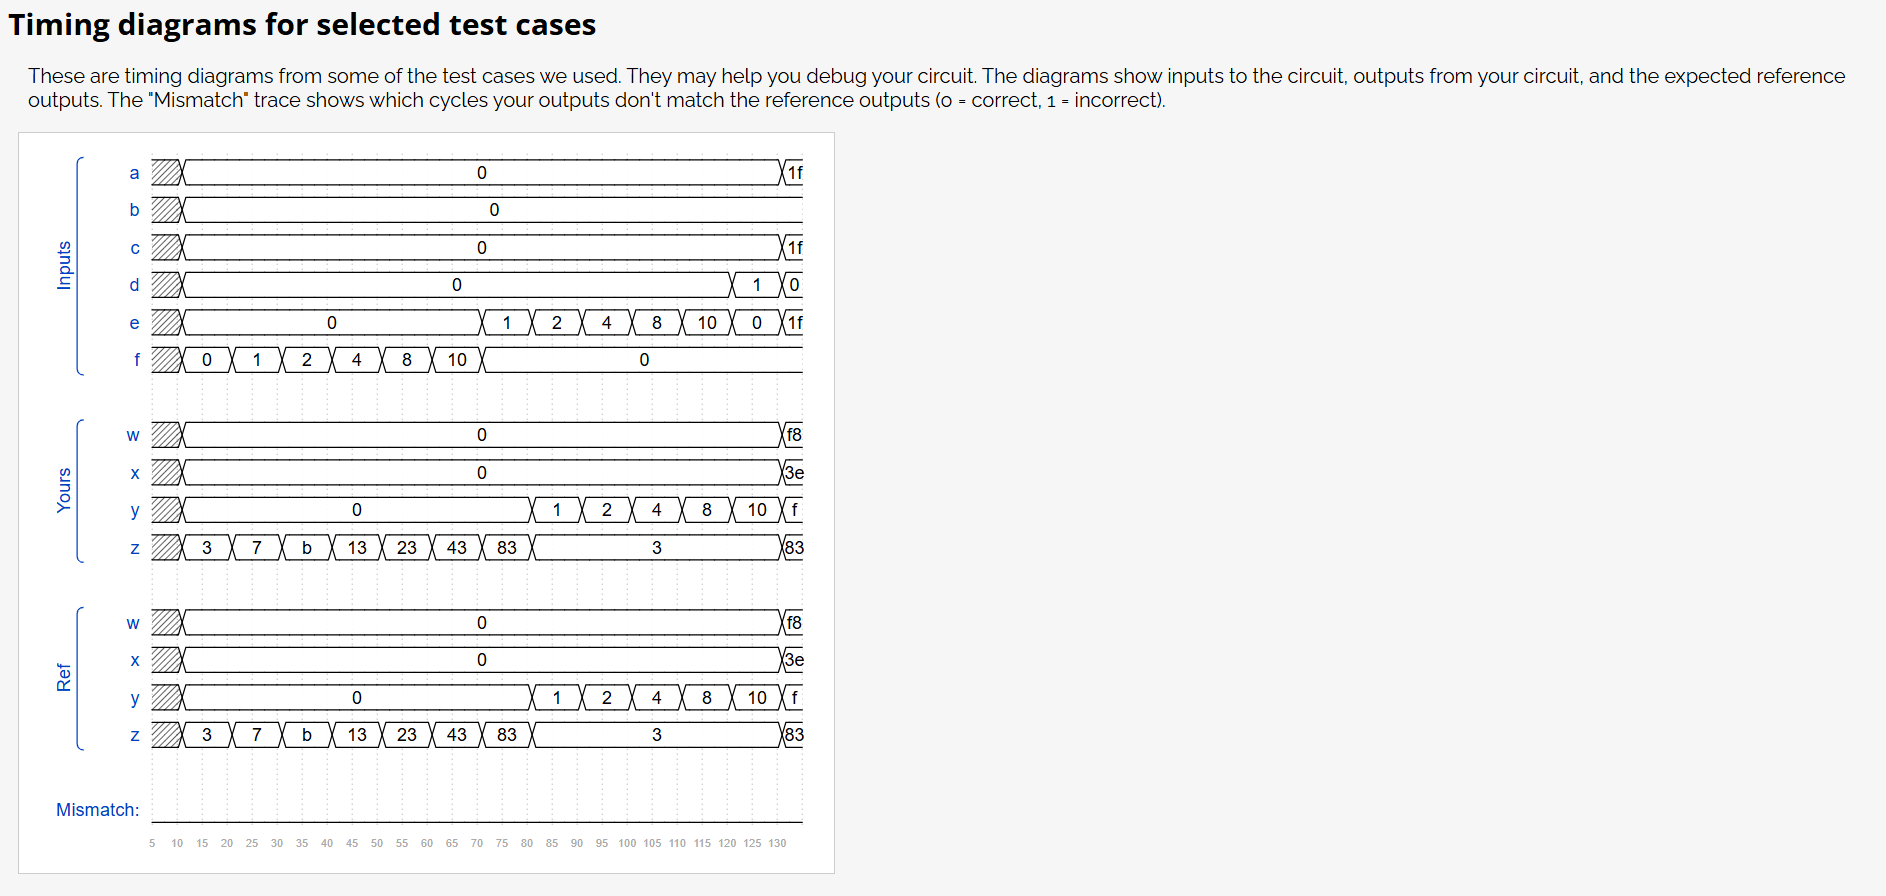 Timing diagrams for selected test cases
These are timing diagrams from some of the test cases we used. They may help you debug your circuit. The diagrams show inputs to the circuit, outputs from your circuit, and the expected reference
outputs. The "Mismatch" trace shows which cycles your outputs don't match the reference outputs (0 = correct, 1 = incorrect).
Inputs
a 0 1f
b 0
c 0 1f
d 0 1 0
e 0 1 2 4 8 10 0 1f
f 0 1 2 4 8 10 0
Yours
w 0 f8
x 0 3e
y 0 1 2 4 8 10 f
z 3 7 b 13 23 43 83 3 83
Ref
w 0 f8
x 0 3e
y 0 1 2 4 8 10 f
z 3 7 b 13 23 43 83 3 83
Mismatch:
5 10 15 20 25 30 35 40 45 50 55 60 65 70 75 80 85 90 95 100 105 110 115 120 125 130